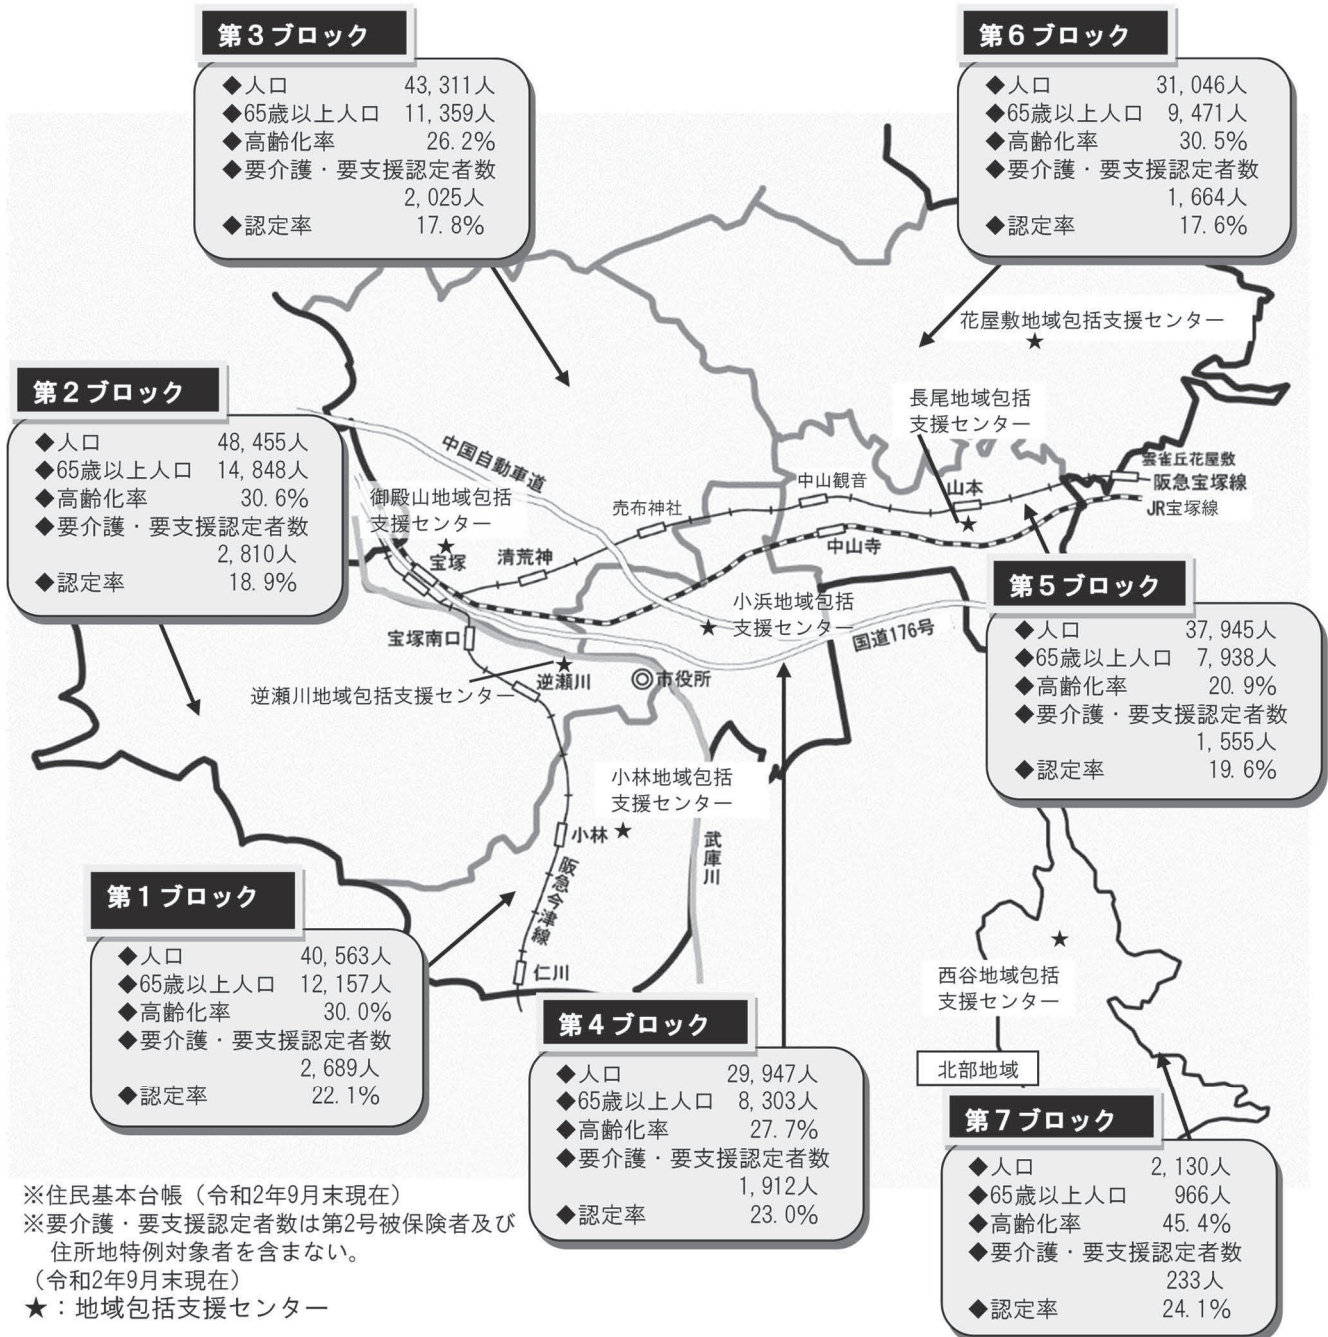 第3ブロック
◆人口 43,311人
◆65歳以上人口 11,359人
◆高齢化率 26.2%
◆要介護・要支援認定者数
2,025人
◆認定率 17.8%
第6ブロック
◆人口 31,046人
◆65歳以上人口 9,471人
◆高齢化率 30.5%
◆要介護・要支援認定者数
1,664人
◆認定率 17.6%
花屋敷地域包括支援センター
★
第2ブロック
◆人口 48,455人
◆65歳以上人口 14,848人
◆高齢化率 30.6%
◆要介護・要支援認定者数
2,810人
◆認定率 18.9%
長尾地域包括
支援センター
★
中国自動車道
御殿山地域包括
支援センター
★
宝塚
清荒神
売布神社
中山観音
山本
雲雀丘花屋敷
阪急宝塚線
JR宝塚線
中山寺
小浜地域包括
★ 支援センター
国道176号
宝塚南口
★
逆瀬川
逆瀬川地域包括支援センター
◎市役所
第5ブロック
◆人口 37,945人
◆65歳以上人口 7,938人
◆高齢化率 20.9%
◆要介護・要支援認定者数
1,555人
◆認定率 19.6%
小林地域包括
支援センター
小林 ★
武庫川
阪急今津線
仁川
第1ブロック
◆人口 40,563人
◆65歳以上人口 12,157人
◆高齢化率 30.0%
◆要介護・要支援認定者数
2,689人
◆認定率 22.1%
★
西谷地域包括
支援センター
北部地域
第4ブロック
◆人口 29,947人
◆65歳以上人口 8,303人
◆高齢化率 27.7%
◆要介護・要支援認定者数
1,912人
◆認定率 23.0%
第7ブロック
◆人口 2,130人
◆65歳以上人口 966人
◆高齢化率 45.4%
◆要介護・要支援認定者数
233人
◆認定率 24.1%
※住民基本台帳（令和2年9月末現在）
※要介護・要支援認定者数は第2号被保険者及び
住所地特例対象者を含まない。
（令和2年9月末現在）
★：地域包括支援センター